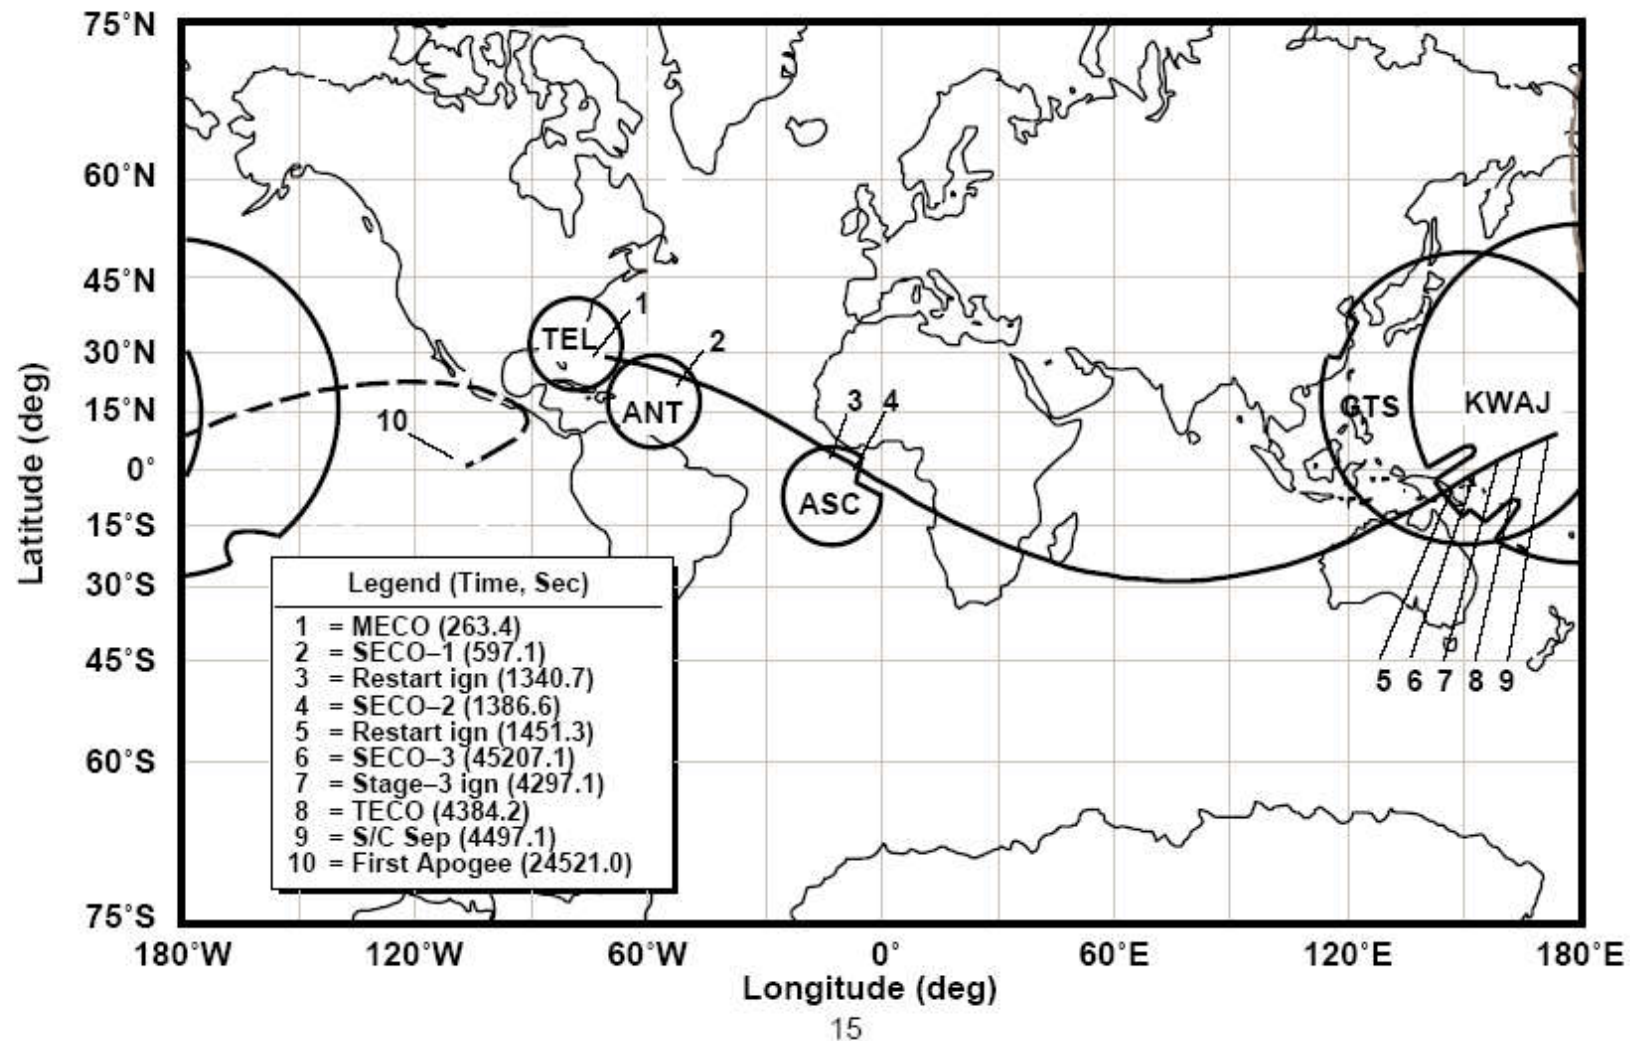 75˚N
60˚N
45˚N
30˚N
15˚N
0˚
15˚S
30˚S
45˚S
60˚S
75˚S
Latitude (deg)
TEL
1
2
ANT
3 4
ASC
10
GTS
KWAJ
5 6 7 8 9
Legend (Time, Sec)
1 = MECO (263.4)
2 = SECO–1 (597.1)
3 = Restart ign (1340.7)
4 = SECO–2 (1386.6)
5 = Restart ign (1451.3)
6 = SECO–3 (45207.1)
7 = Stage–3 ign (4297.1)
8 = TECO (4384.2)
9 = S/C Sep (4497.1)
10 = First Apogee (24521.0)
180˚W 120˚W 60˚W 0˚ 60˚E 120˚E 180˚E
Longitude (deg)
15